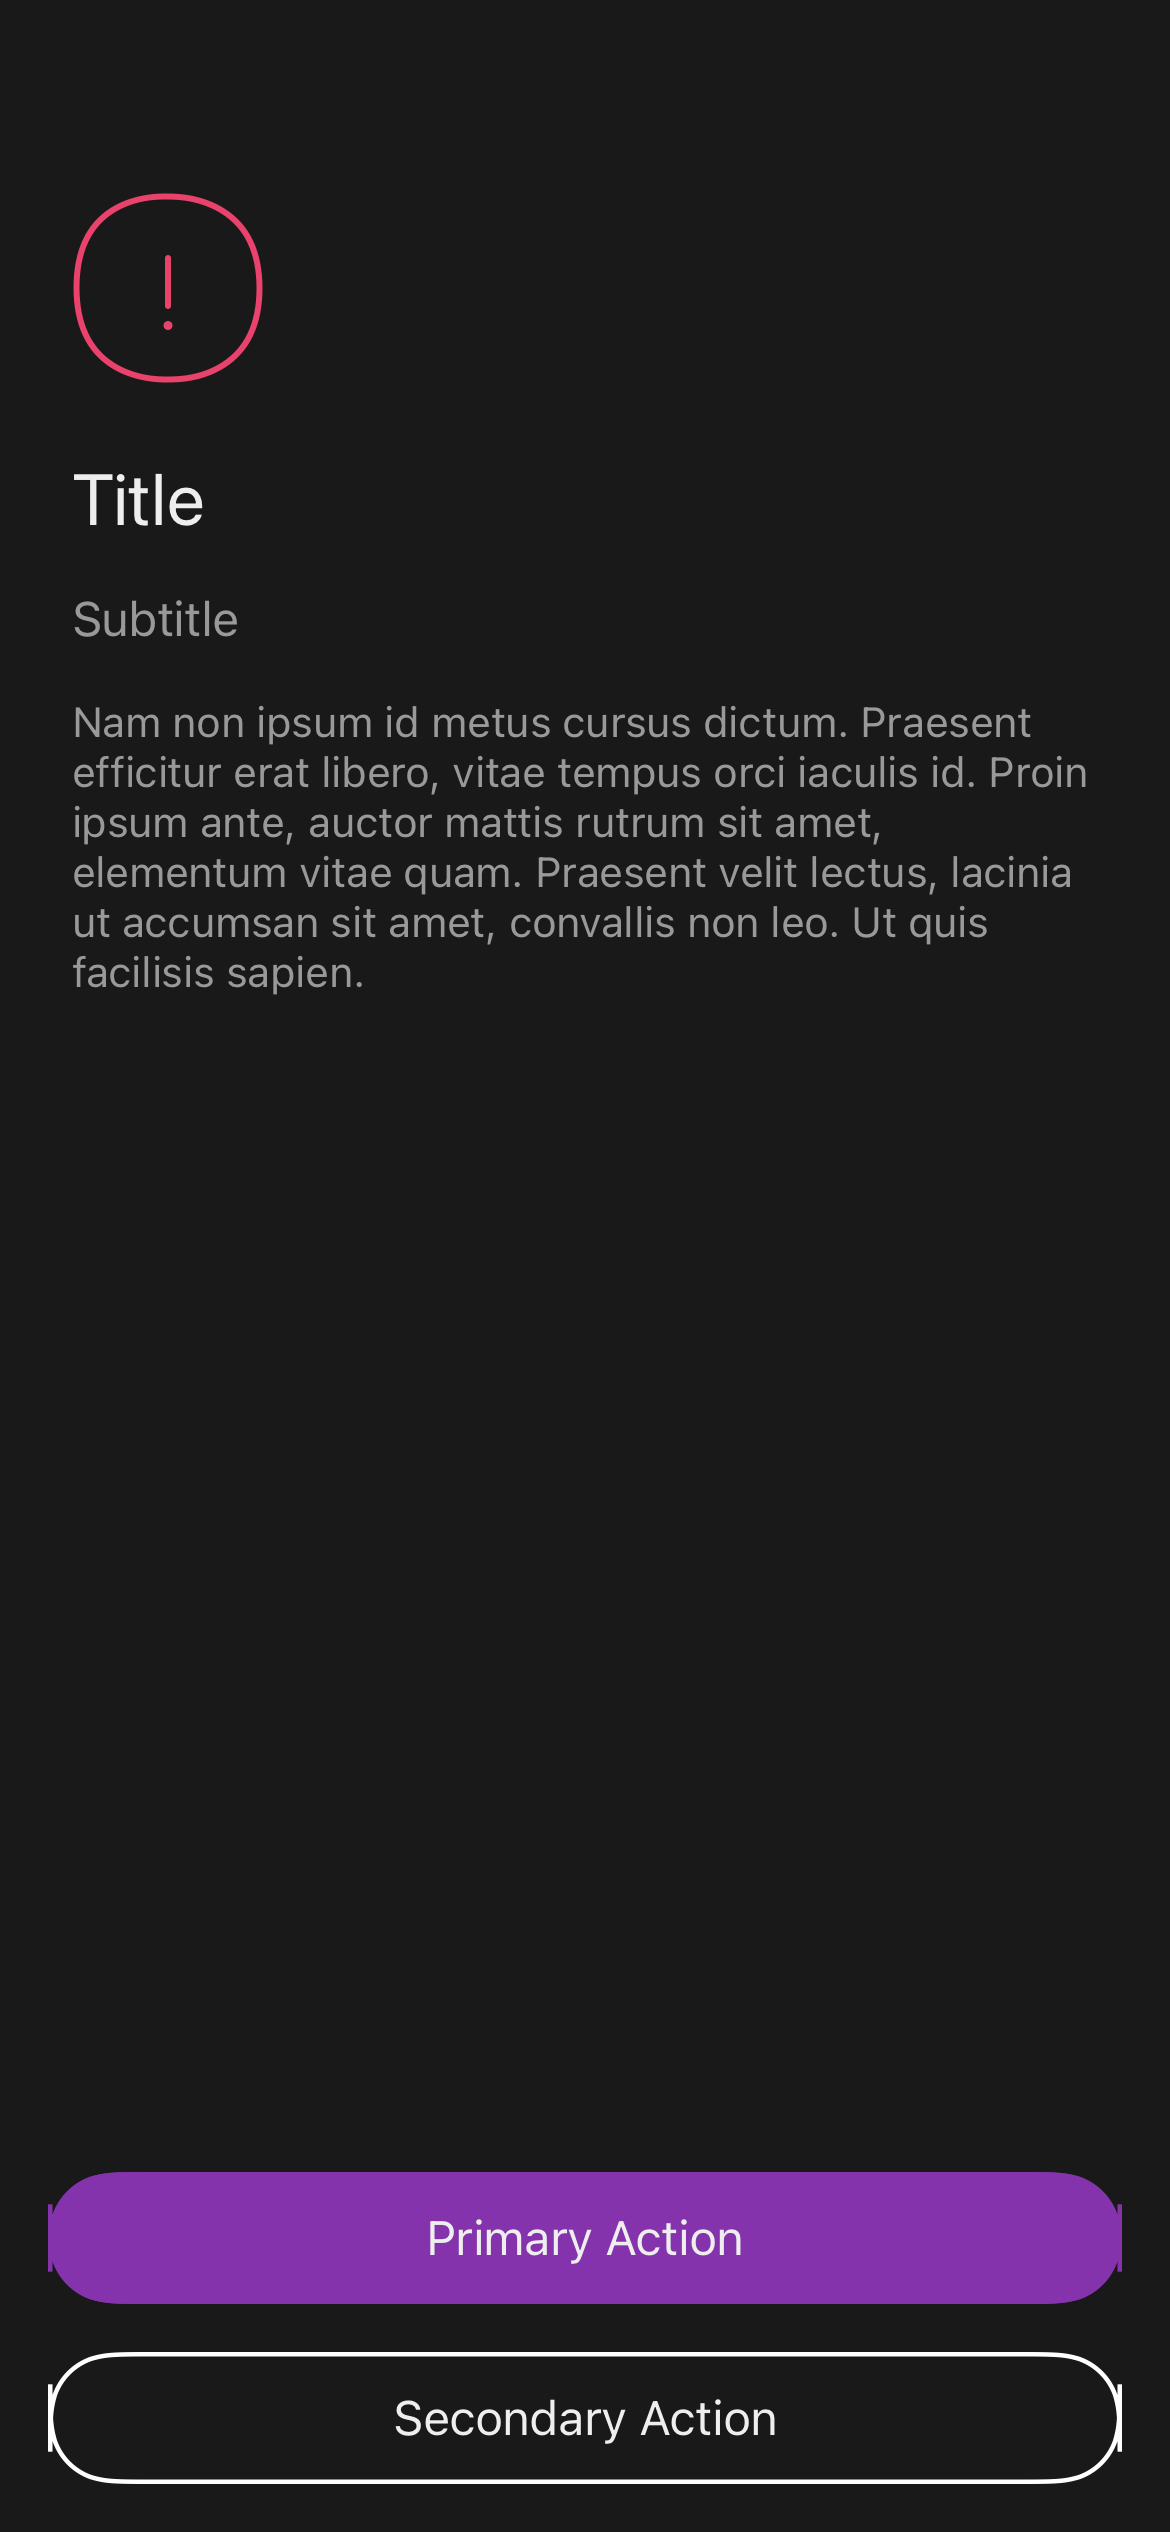 Title
Subtitle
Nam non ipsum id metus cursus dictum. Praesent
efficitur erat libero, vitae tempus orci iaculis id. Proin
ipsum ante, auctor mattis rutrum sit amet,
elementum vitae quam. Praesent velit lectus, lacinia
ut accumsan sit amet, convallis non leo. Ut quis
facilisis sapien.
Primary Action
Secondary Action